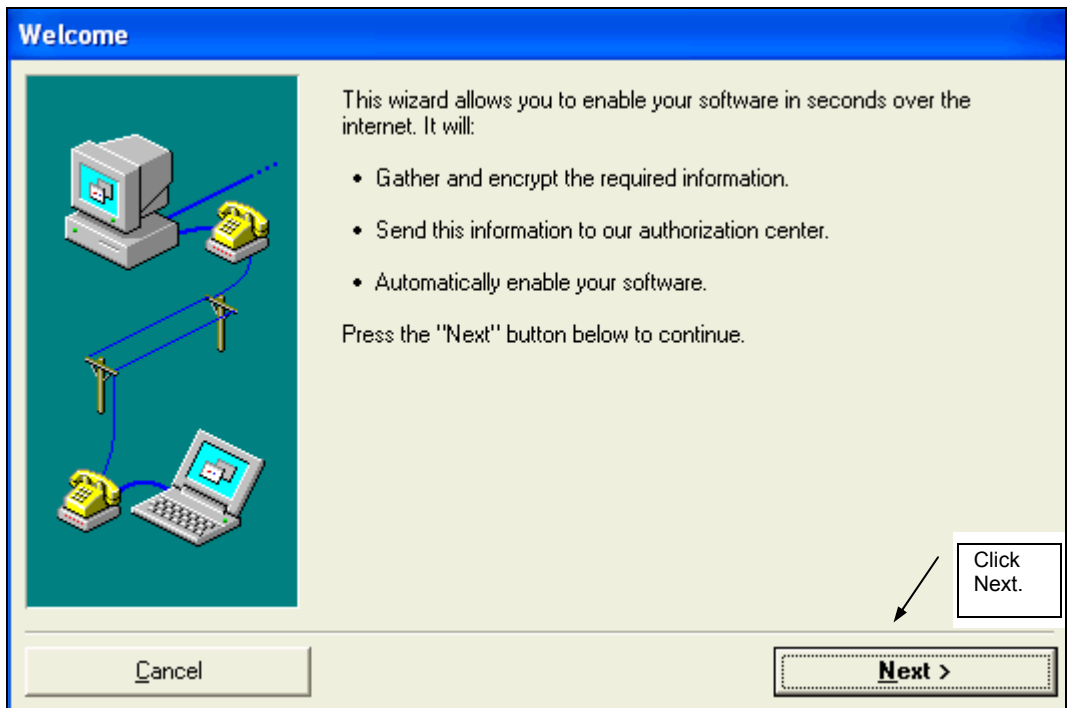 Welcome
This wizard allows you to enable your software in seconds over the
internet. It will:
• Gather and encrypt the required information.
• Send this information to our authorization center.
• Automatically enable your software.
Press the "Next" button below to continue.
Click
Next.
Cancel
Next >